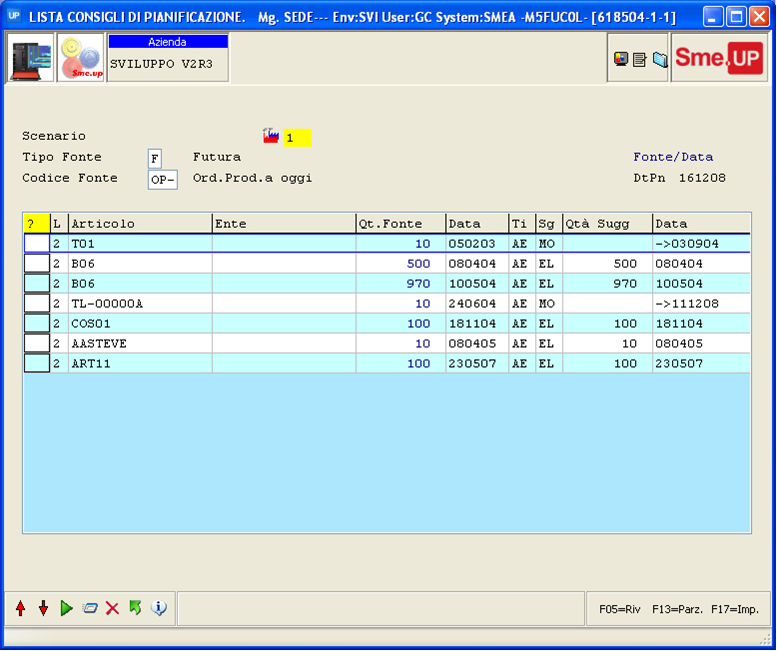 UP LISTA CONSIGLI DI PIANIFICAZIONE. Mg. SEDE--- Env:SVI User:GC System:SMEA -M5FUC0L- [618504-1-1]
Sme.up
Azienda
SVILUPPO V2R3
Sme.UP
Scenario 1
Tipo Fonte F Futura Fonte/Data
Codice Fonte OP- Ord.Prod.a oggi DtPn 161208
? L Articolo Ente Qt.Fonte Data Ti Sg Qtà Sugg Data
2 T01 10 050203 AE MO ->030904
2 B06 500 080404 AE EL 500 080404
2 B06 970 100504 AE EL 970 100504
2 TL-00000A 10 240604 AE MO ->111208
2 COS01 100 181104 AE EL 100 181104
2 AASTEVE 10 080405 AE EL 10 080405
2 ART11 100 230507 AE EL 100 230507
F05=Riv F13=Parz. F17=Imp.